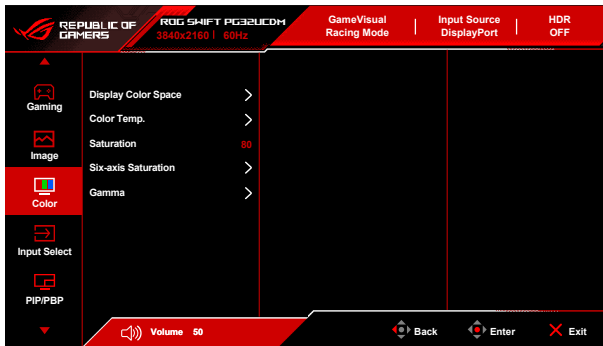 REPUBLIC OF
GAMERS
ROG SWIFT PG32UCDM
3840x2160 | 60Hz
GameVisual
Racing Mode
Input Source
DisplayPort
HDR
OFF
Gaming
Image
Color
Input Select
PIP/PBP
Display Color Space
Color Temp.
Saturation 80
Six-axis Saturation
Gamma
Volume 50
Back
Enter
Exit